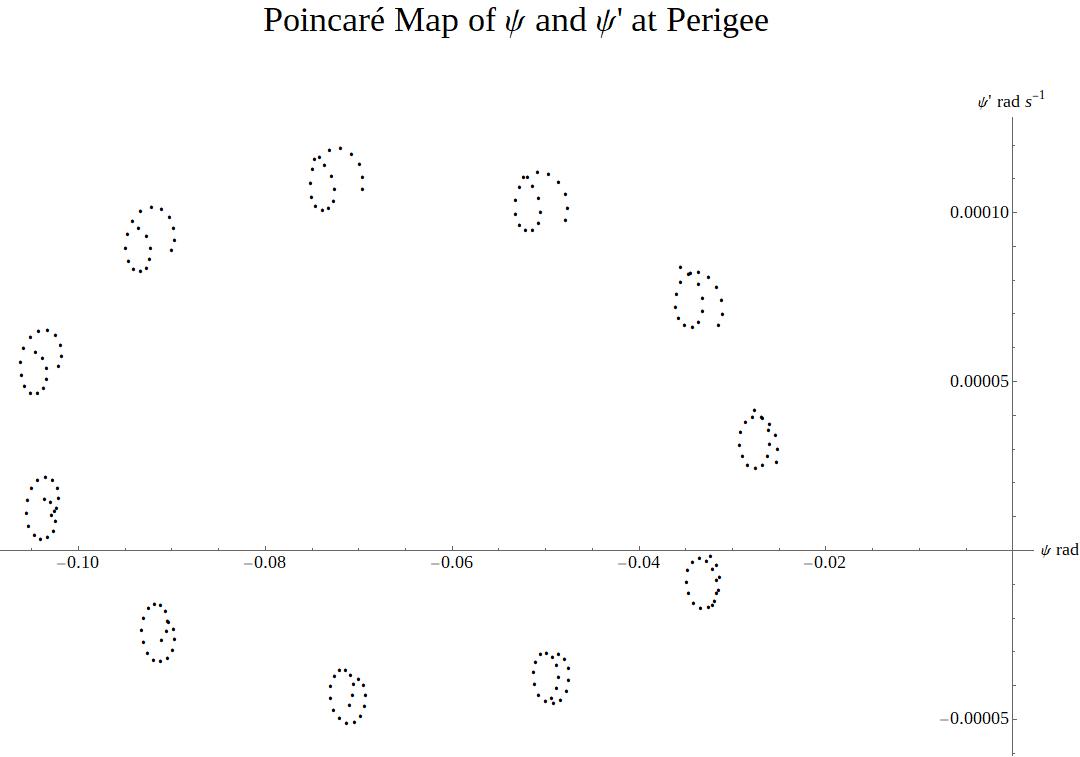 Poincaré Map of ψ and ψ' at Perigee
ψ' rad s⁻¹
0.00010
0.00005
−0.10 −0.08 −0.06 −0.04 −0.02 ψ rad
−0.00005